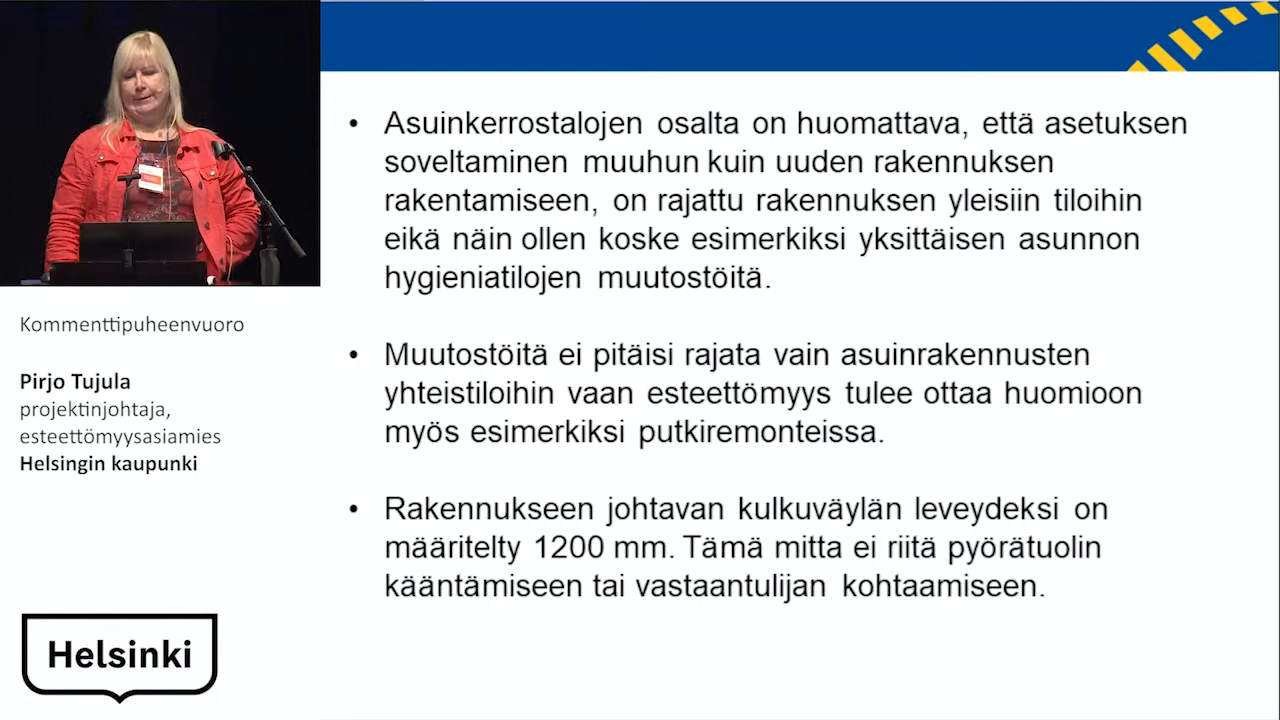 Kommenttipuheenvuoro
Pirjo Tujula
projektinjohtaja,
esteettömyysasiamies
Helsingin kaupunki
Helsinki
• Asuinkerrostalojen osalta on huomattava, että asetuksen
soveltaminen muuhun kuin uuden rakennuksen
rakentamiseen, on rajattu rakennuksen yleisiin tiloihin
eikä näin ollen koske esimerkiksi yksittäisen asunnon
hygieniatilojen muutostöitä.
• Muutostöitä ei pitäisi rajata vain asuinrakennusten
yhteistiloihin vaan esteettömyys tulee ottaa huomioon
myös esimerkiksi putkiremonteissa.
• Rakennukseen johtavan kulkuväylän leveydeksi on
määritelty 1200 mm. Tämä mitta ei riitä pyörätuolin
kääntämiseen tai vastaantulijan kohtaamiseen.